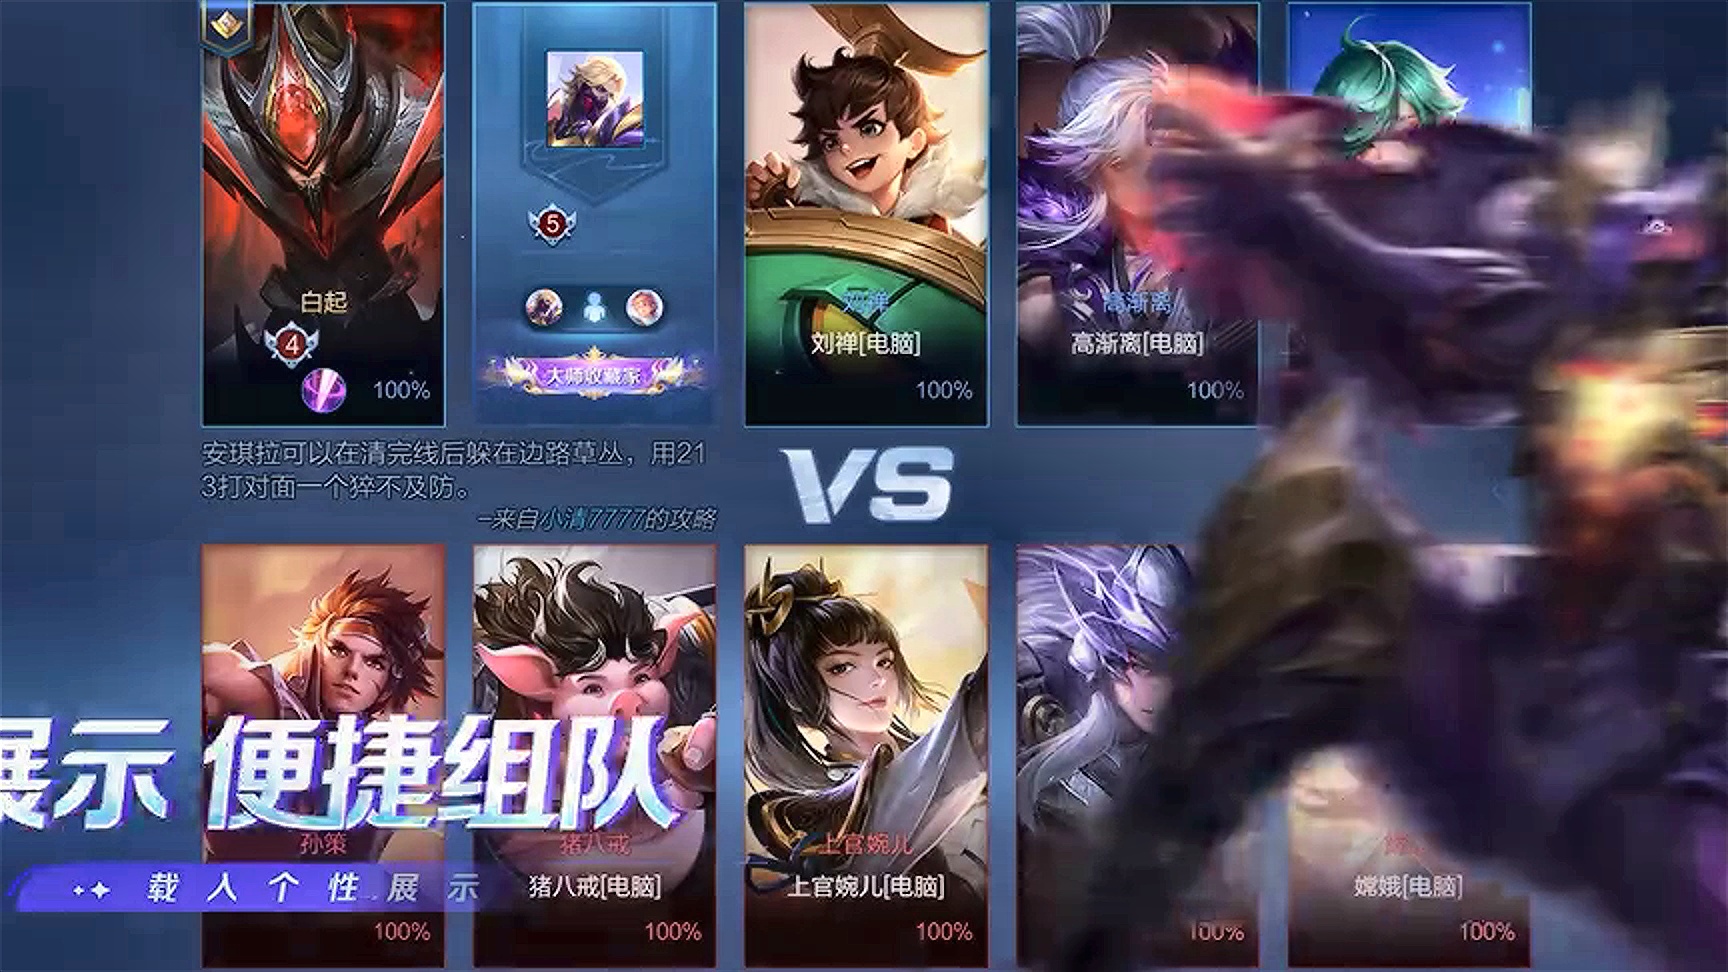 白起
4
100%
5
大师收藏家
刘禅
刘禅[电脑]
100%
高渐离
高渐离[电脑]
100%
安琪拉可以在清完线后躲在边路草丛，用21
3打对面一个猝不及防。
—来自小清7777的攻略
VS
展示 便捷组队
孙策
100%
猪八戒
猪八戒[电脑]
100%
上官婉儿
上官婉儿[电脑]
100%
100%
嫦娥[电脑]
100%
载入个性展示